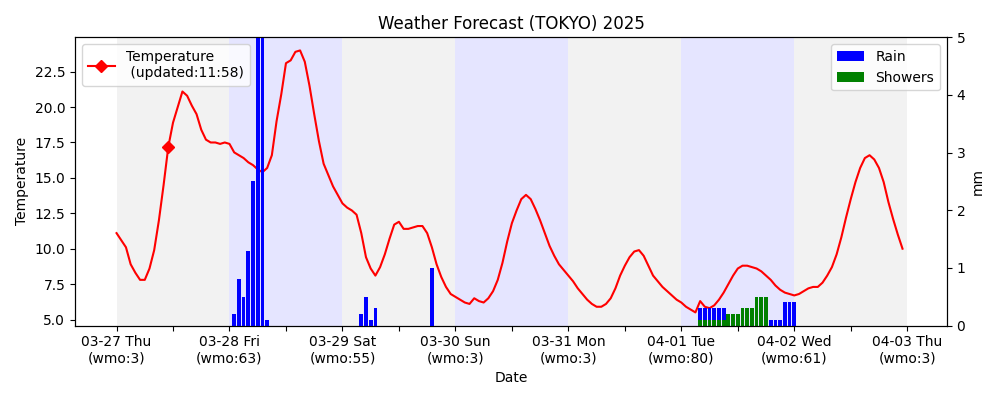 Weather Forecast (TOKYO) 2025
Temperature
(updated:11:58)
Rain
Showers
Temperature
22.5
20.0
17.5
15.0
12.5
10.0
7.5
5.0
5
4
3
2
1
0
mm
03-27 Thu
(wmo:3)
03-28 Fri
(wmo:63)
03-29 Sat
(wmo:55)
03-30 Sun
(wmo:3)
03-31 Mon
(wmo:3)
04-01 Tue
(wmo:80)
04-02 Wed
(wmo:61)
04-03 Thu
(wmo:3)
Date